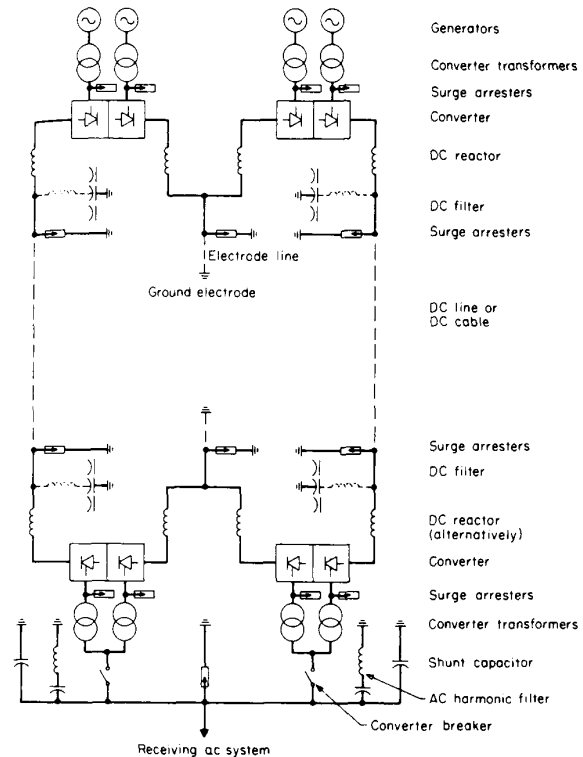 Generators
Converter transformers
Surge arresters
Converter
DC reactor
DC filter
Surge arresters
Electrode line
Ground electrode
DC line or
DC cable
Surge arresters
DC filter
DC reactor
(alternatively)
Converter
Surge arresters
Converter transformers
Shunt capacitor
AC harmonic filter
Converter breaker
Receiving ac system